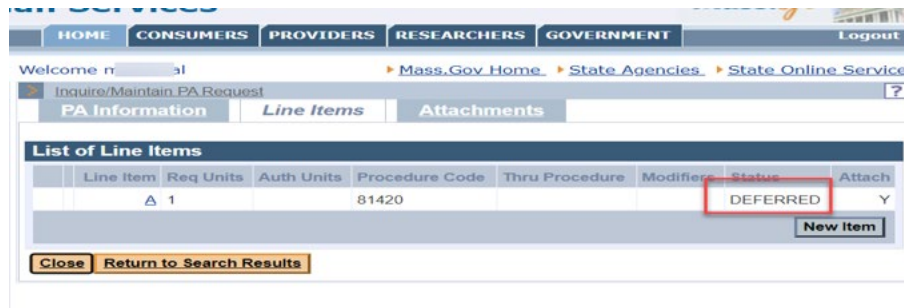 Services
HOME CONSUMERS PROVIDERS RESEARCHERS GOVERNMENT Logout
Welcome Mass.Gov Home State Agencies State Online Service
Inquire/Maintain PA Request ?
PA Information Line Items Attachments
List of Line Items
Line Item Req Units Auth Units Procedure Code Thru Procedure Modifiers Status Attach
A 1 81420 DEFERRED Y
New Item
Close Return to Search Results